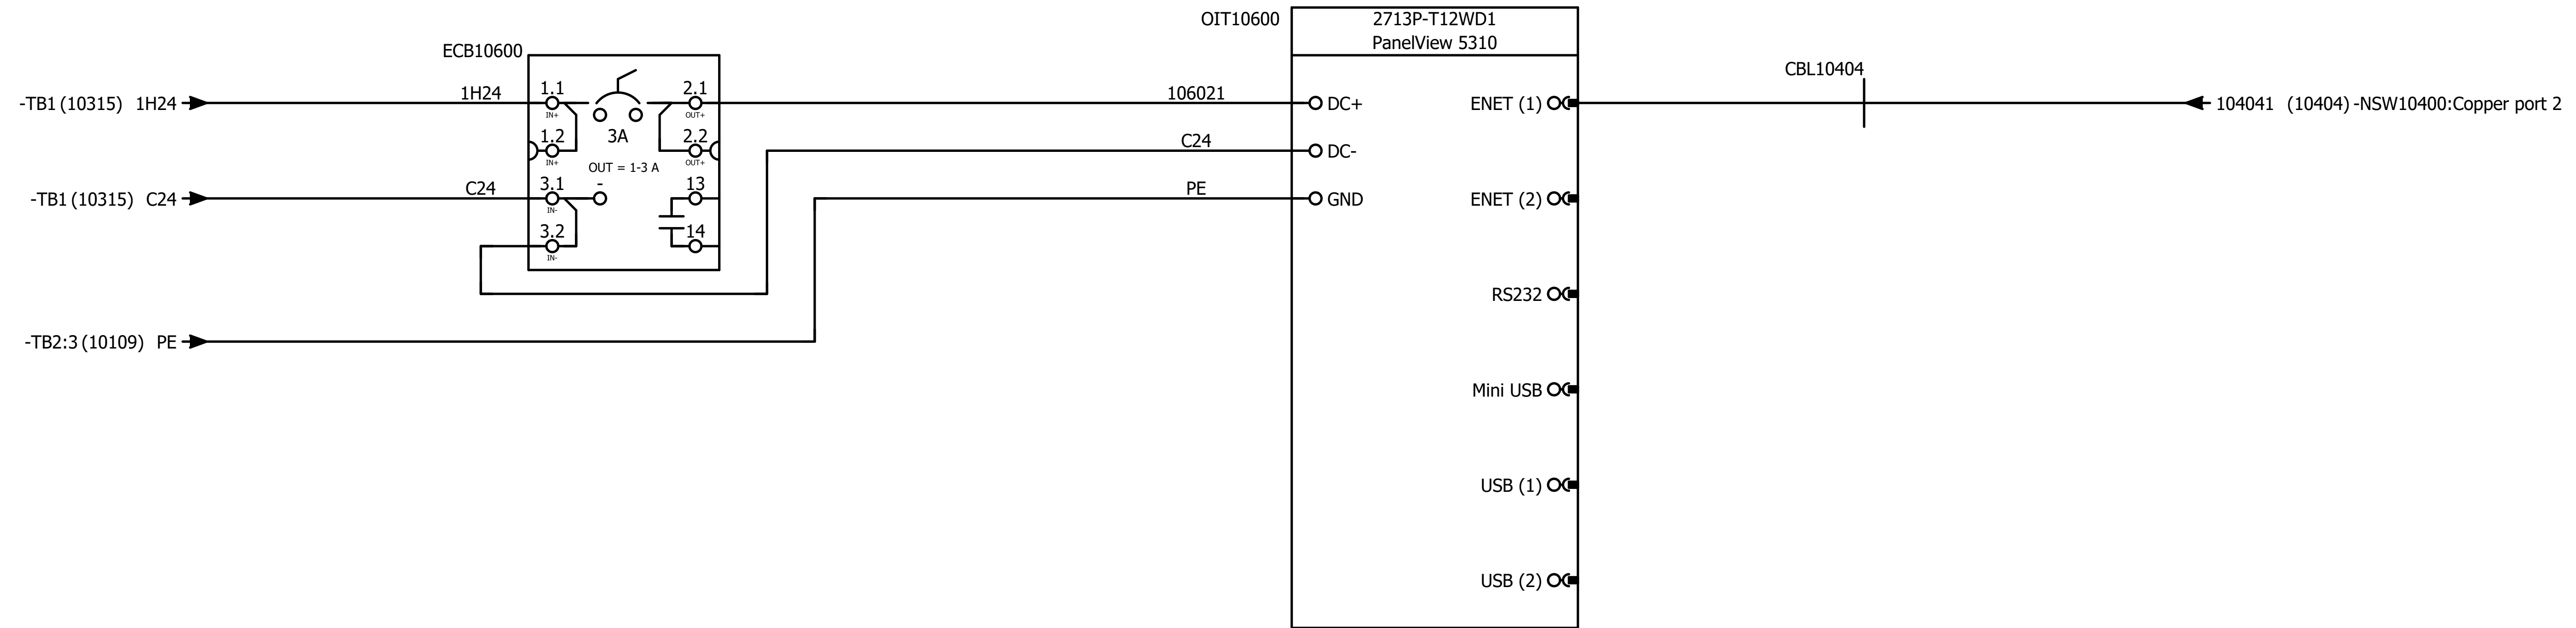 OIT10600
2713P-T12WD1
PanelView 5310
ECB10600
CBL10404
-TB1 (10315) 1H24
1H24
1.1
IN+
2.1
OUT+
106021
DC+
ENET (1)
104041 (10404) -NSW10400:Copper port 2
1.2
IN+
3A
2.2
OUT+
C24
DC-
OUT = 1-3 A
-TB1 (10315) C24
C24
3.1
IN-
-
13
PE
GND
ENET (2)
3.2
IN-
14
RS232
-TB2:3 (10109) PE
Mini USB
USB (1)
USB (2)